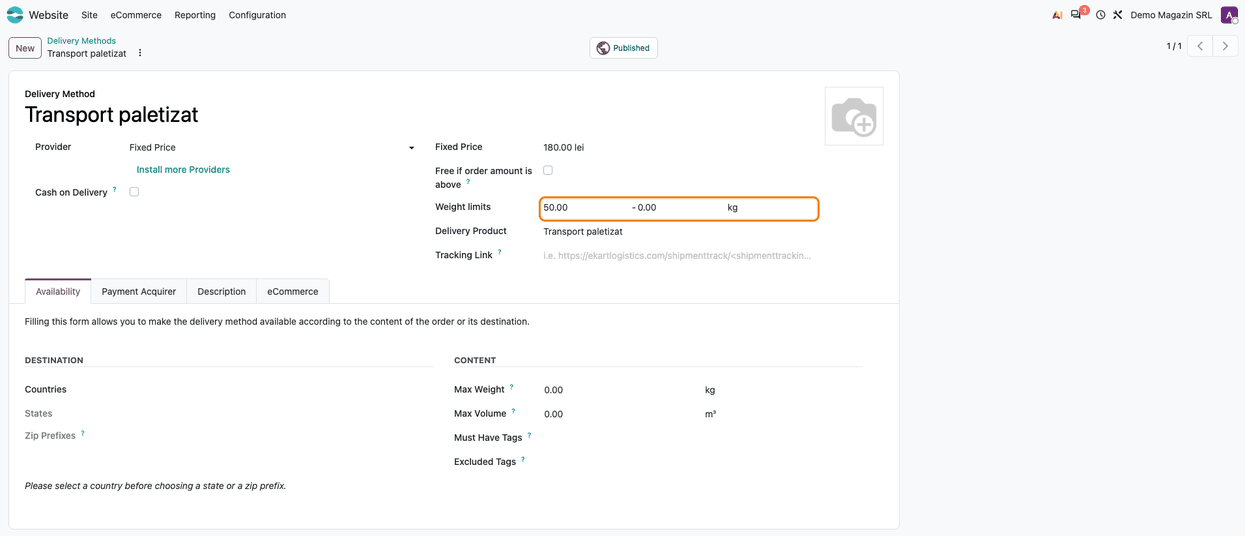 Website Site eCommerce Reporting Configuration 3 Demo Magazin SRL A
New Delivery Methods
Transport paletizat
Published
1 / 1
Delivery Method
Transport paletizat
Provider Fixed Price
Install more Providers
Cash on Delivery ?
Fixed Price 180.00 lei
Free if order amount is
above ?
Weight limits 50.00 - 0.00 kg
Delivery Product Transport paletizat
Tracking Link ? i.e. https://ekartlogistics.com/shipmenttrack/<shipmenttrackin...
Availability Payment Acquirer Description eCommerce
Filling this form allows you to make the delivery method available according to the content of the order or its destination.
DESTINATION
Countries
States
Zip Prefixes ?
CONTENT
Max Weight ? 0.00 kg
Max Volume ? 0.00 m³
Must Have Tags ?
Excluded Tags ?
Please select a country before choosing a state or a zip prefix.